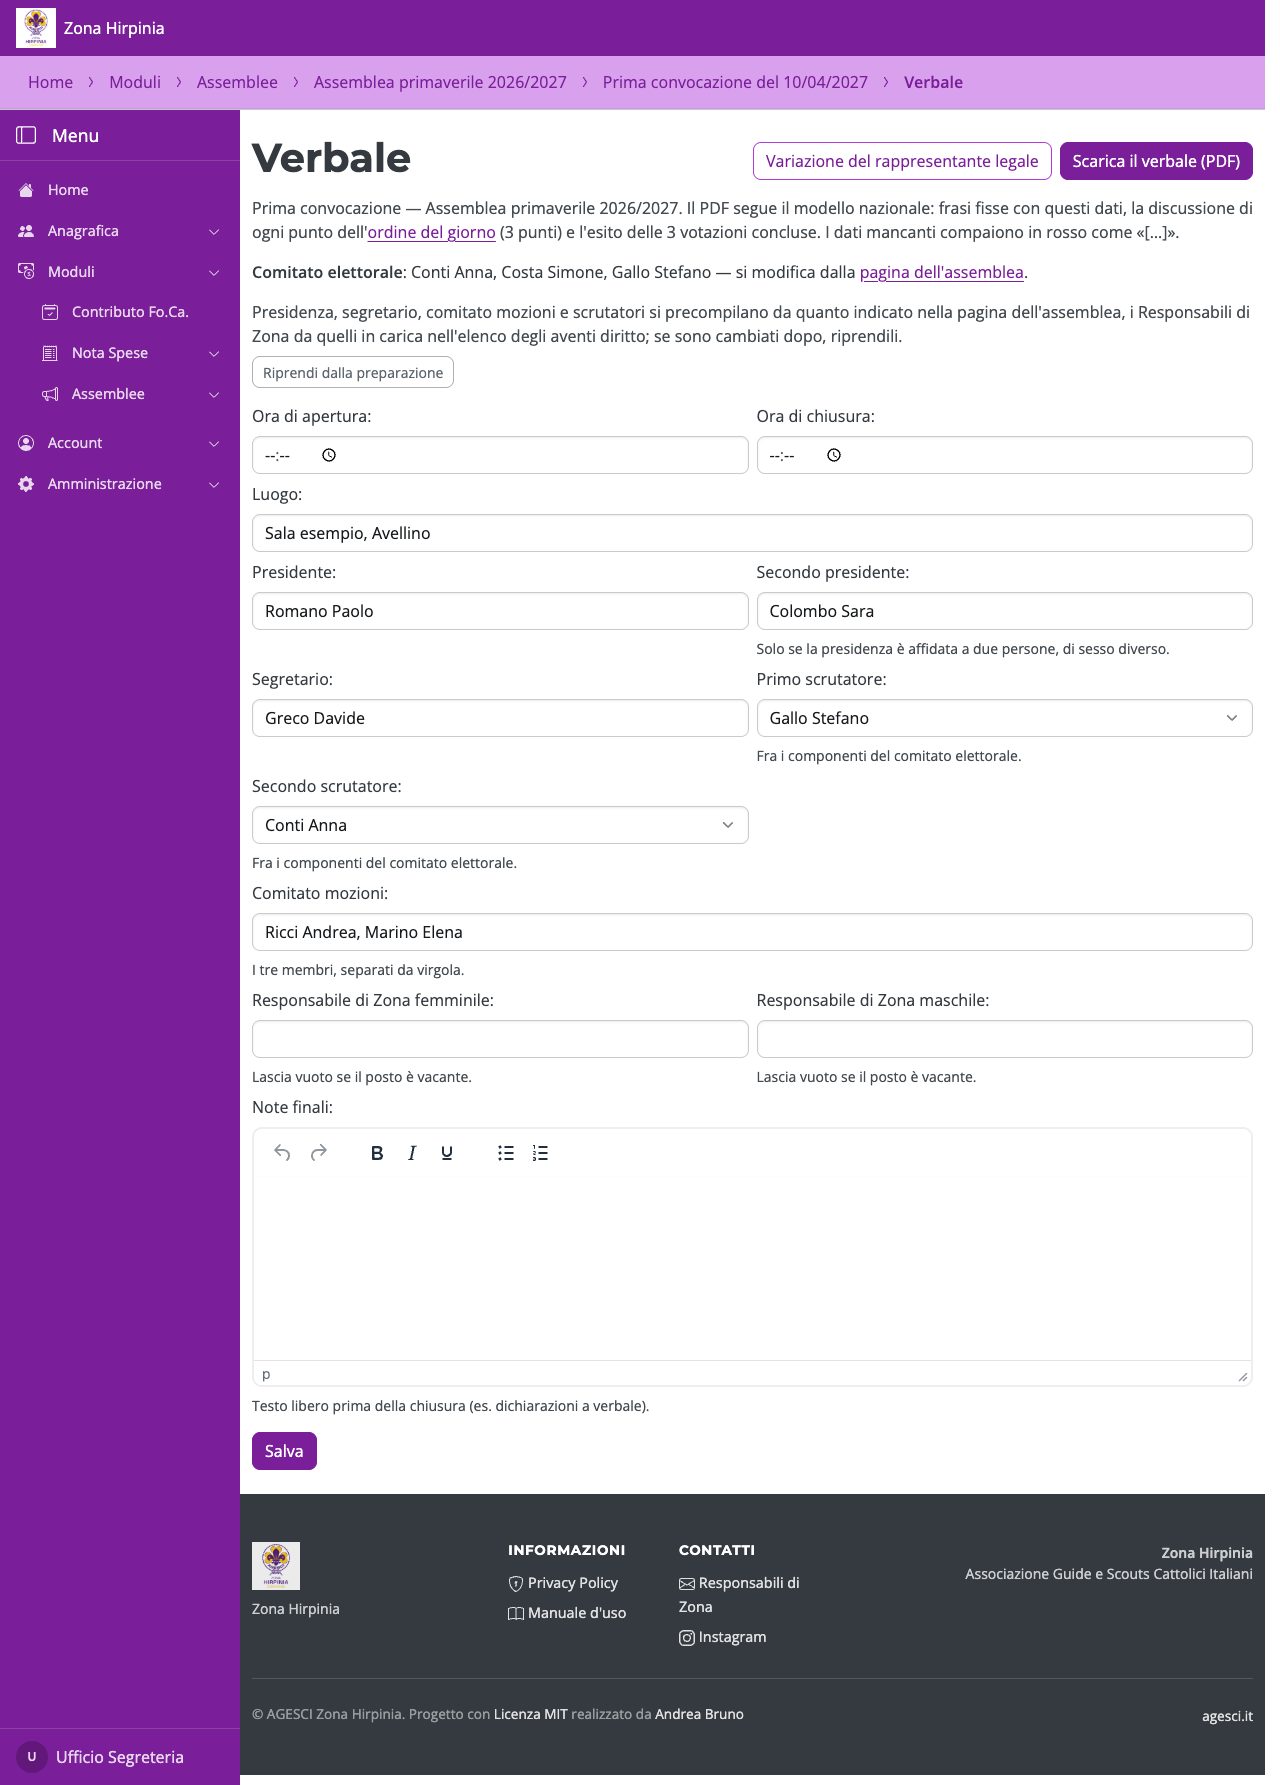 Zona Hirpinia
Home › Moduli › Assemblee › Assemblea primaverile 2026/2027 › Prima convocazione del 10/04/2027 › Verbale
Menu
Home
Anagrafica
Moduli
Contributo Fo.Ca.
Nota Spese
Assemblee
Account
Amministrazione
Ufficio Segreteria
U
Verbale
Variazione del rappresentante legale
Scarica il verbale (PDF)
Prima convocazione — Assemblea primaverile 2026/2027. Il PDF segue il modello nazionale: frasi fisse con questi dati, la discussione di
ogni punto dell'ordine del giorno (3 punti) e l'esito delle 3 votazioni concluse. I dati mancanti compaiono in rosso come «[...]».
Comitato elettorale: Conti Anna, Costa Simone, Gallo Stefano — si modifica dalla pagina dell'assemblea.
Presidenza, segretario, comitato mozioni e scrutatori si precompilano da quanto indicato nella pagina dell'assemblea, i Responsabili di
Zona da quelli in carica nell'elenco degli aventi diritto; se sono cambiati dopo, riprendili.
Riprendi dalla preparazione
Ora di apertura:
--:--
Ora di chiusura:
--:--
Luogo:
Sala esempio, Avellino
Presidente:
Romano Paolo
Secondo presidente:
Colombo Sara
Solo se la presidenza è affidata a due persone, di sesso diverso.
Segretario:
Greco Davide
Primo scrutatore:
Gallo Stefano
Fra i componenti del comitato elettorale.
Secondo scrutatore:
Conti Anna
Fra i componenti del comitato elettorale.
Comitato mozioni:
Ricci Andrea, Marino Elena
I tre membri, separati da virgola.
Responsabile di Zona femminile:
Lascia vuoto se il posto è vacante.
Responsabile di Zona maschile:
Lascia vuoto se il posto è vacante.
Note finali:
B I U
p
Testo libero prima della chiusura (es. dichiarazioni a verbale).
Salva
HIRPINIA
Zona Hirpinia
INFORMAZIONI
Privacy Policy
Manuale d'uso
CONTATTI
Responsabili di
Zona
Instagram
Zona Hirpinia
Associazione Guide e Scouts Cattolici Italiani
© AGESCI Zona Hirpinia. Progetto con Licenza MIT realizzato da Andrea Bruno
agesci.it